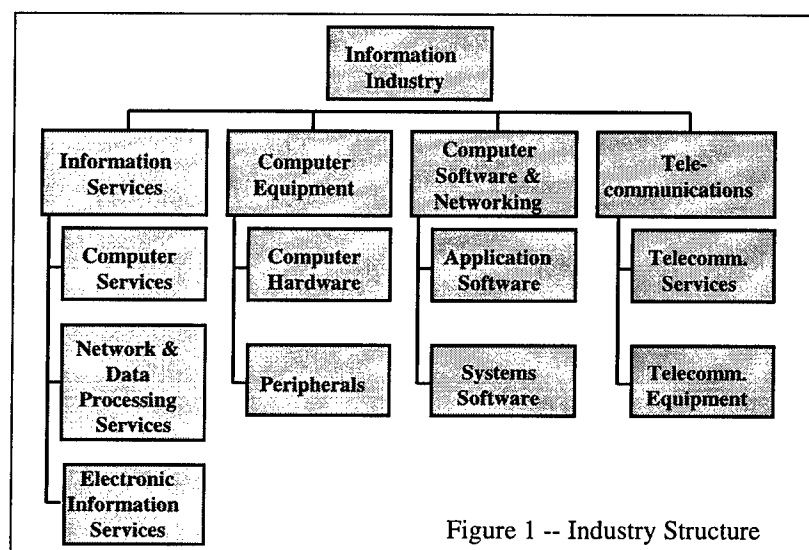 Information
Industry
Information
Services
Computer
Equipment
Computer
Software &
Networking
Tele-
communications
Computer
Services
Computer
Hardware
Application
Software
Telecomm.
Services
Network &
Data
Processing
Services
Peripherals
Systems
Software
Telecomm.
Equipment
Electronic
Information
Services
Figure 1 -- Industry Structure